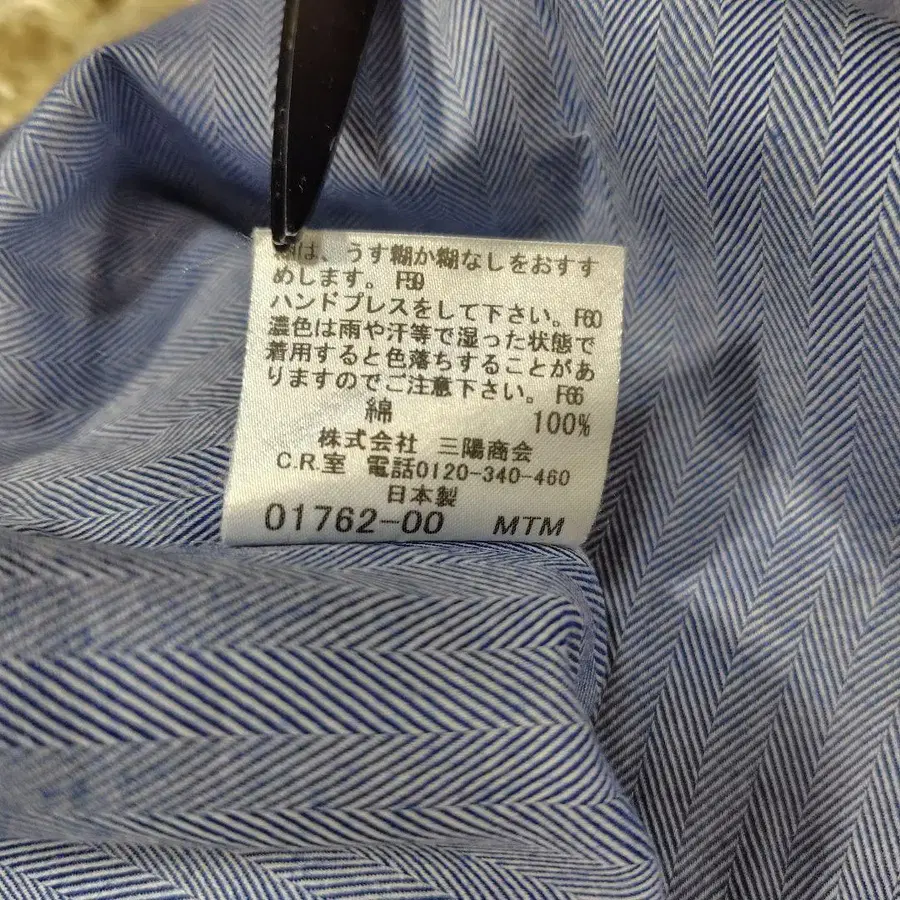 糊は、うす糊か糊なしをおすす
めします。 F59
ハンドプレスをして下さい。F60
濃色は雨や汗等で湿った状態で
着用すると色落ちすることがあ
りますのでご注意下さい。 F66
綿 100%
株式会社 三陽商会
C.R.室 電話0120-340-460
日本製
01762-00 MTM